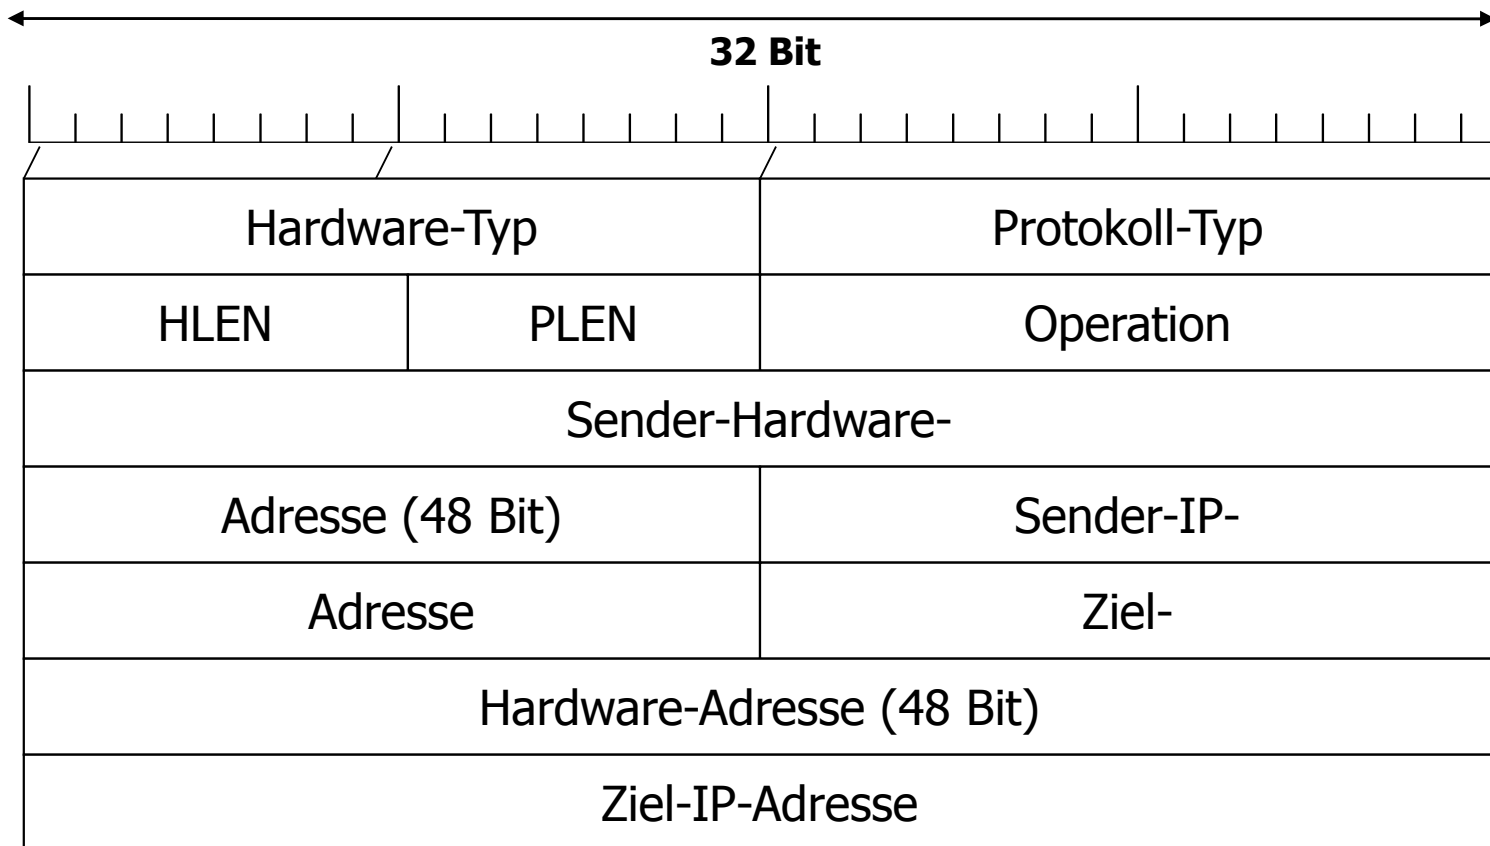 32 Bit
Hardware-Typ Protokoll-Typ
HLEN PLEN Operation
Sender-Hardware-
Adresse (48 Bit) Sender-IP-
Adresse Ziel-
Hardware-Adresse (48 Bit)
Ziel-IP-Adresse